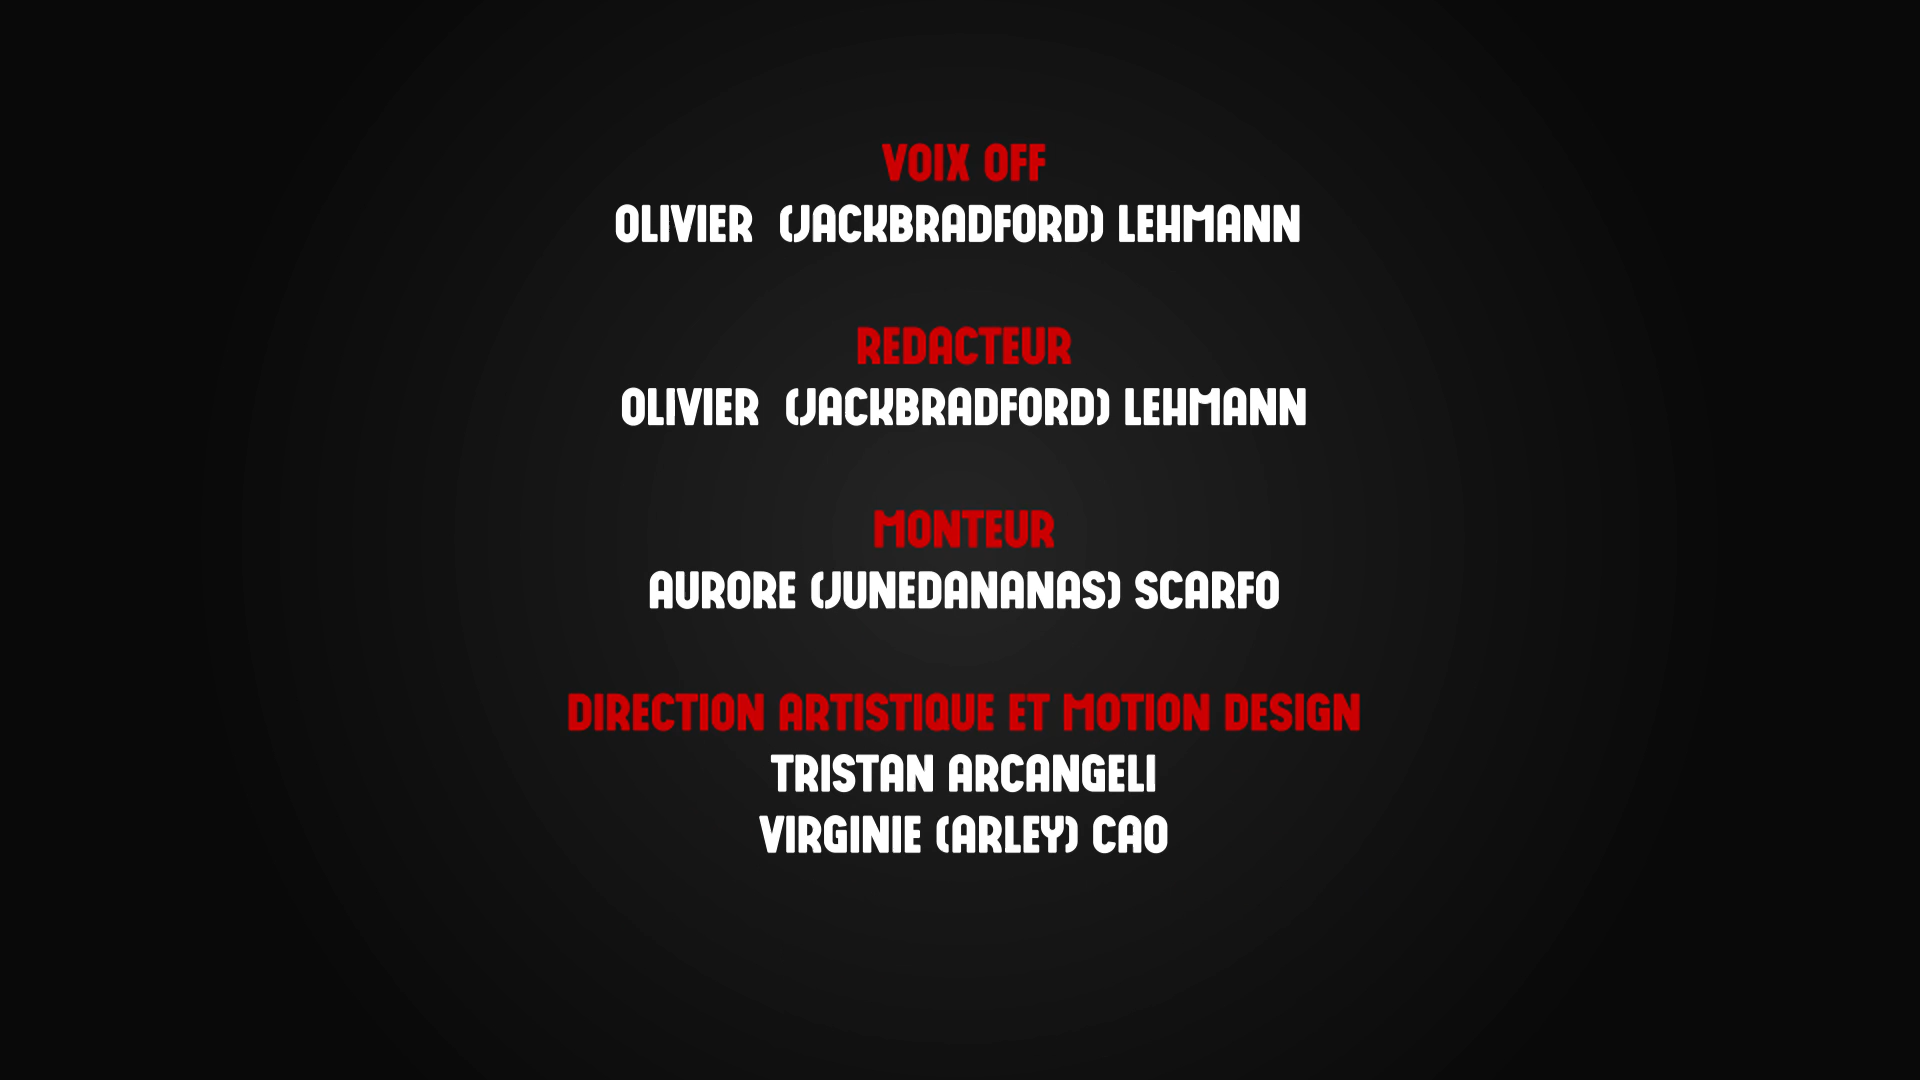 VOIX OFF
OLIVIER (JACKBRADFORD) LEHMANN
REDACTEUR
OLIVIER (JACKBRADFORD) LEHMANN
MONTEUR
AURORE (JUNEDANANAS) SCARFO
DIRECTION ARTISTIQUE ET MOTION DESIGN
TRISTAN ARCANGELI
VIRGINIE (ARLEY) CAO